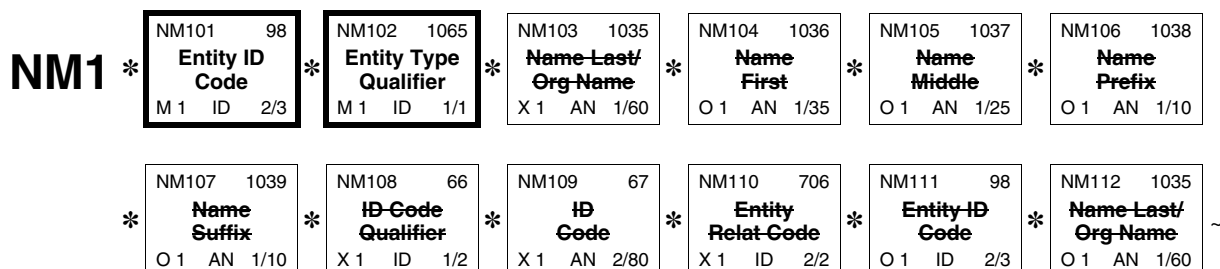 NM1 * NM101 98 * NM102 1065 * NM103 1035 * NM104 1036 * NM105 1037 * NM106 1038
Entity ID Entity Type Name Last/ Name Name Name
Code Qualifier Org Name First Middle Prefix
M 1 ID 2/3 M 1 ID 1/1 X 1 AN 1/60 O 1 AN 1/35 O 1 AN 1/25 O 1 AN 1/10
* NM107 1039 * NM108 66 * NM109 67 * NM110 706 * NM111 98 * NM112 1035 ~
Name ID Code ID Entity Entity ID Name Last/
Suffix Qualifier Code Relat Code Code Org Name
O 1 AN 1/10 X 1 ID 1/2 X 1 AN 2/80 X 1 ID 2/2 O 1 ID 2/3 O 1 AN 1/60